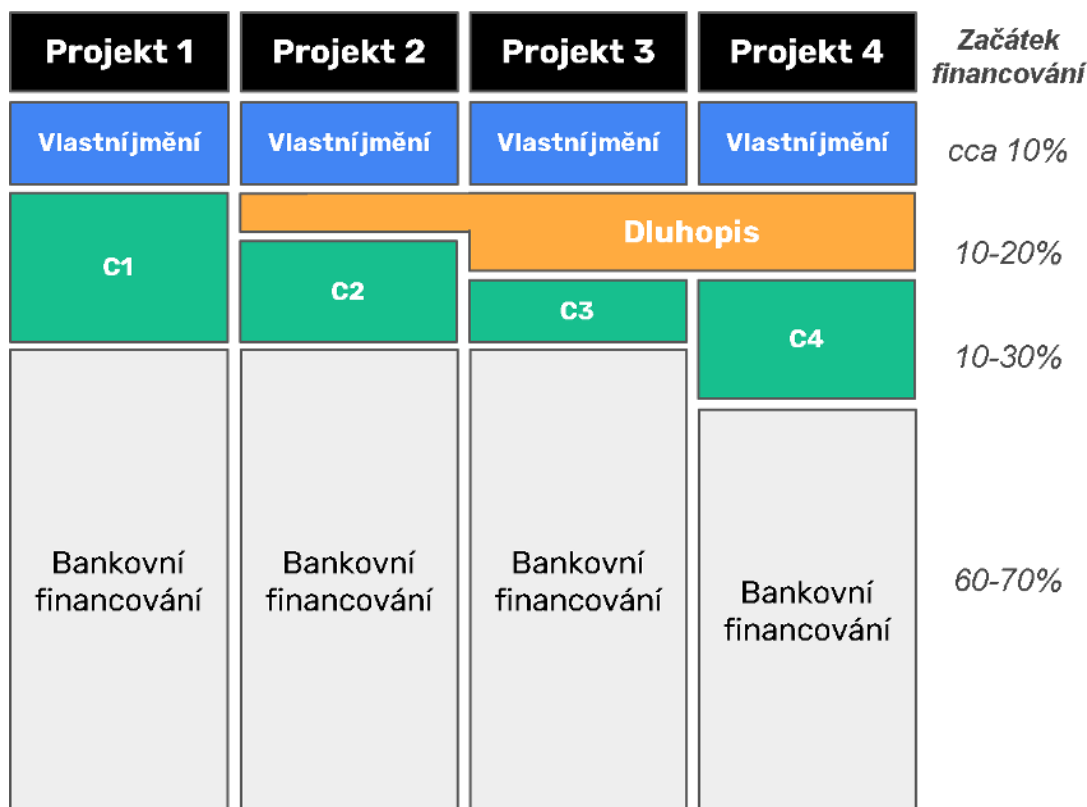 Projekt 1
Projekt 2
Projekt 3
Projekt 4
Začátek
financování
Vlastní jmění
Vlastní jmění
Vlastní jmění
Vlastní jmění
cca 10%
C1
Dluhopis
10-20%
C2
C3
C4
10-30%
Bankovní
financování
Bankovní
financování
Bankovní
financování
Bankovní
financování
60-70%